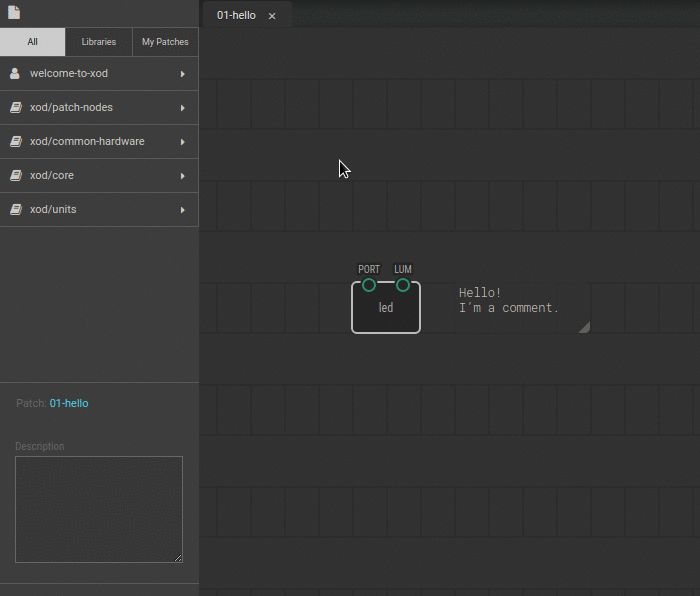 01-hello
All
Libraries
My Patches
welcome-to-xod
xod/patch-nodes
xod/common-hardware
xod/core
xod/units
PORT
LUM
led
Hello!
I'm a comment.
Patch: 01-hello
Description